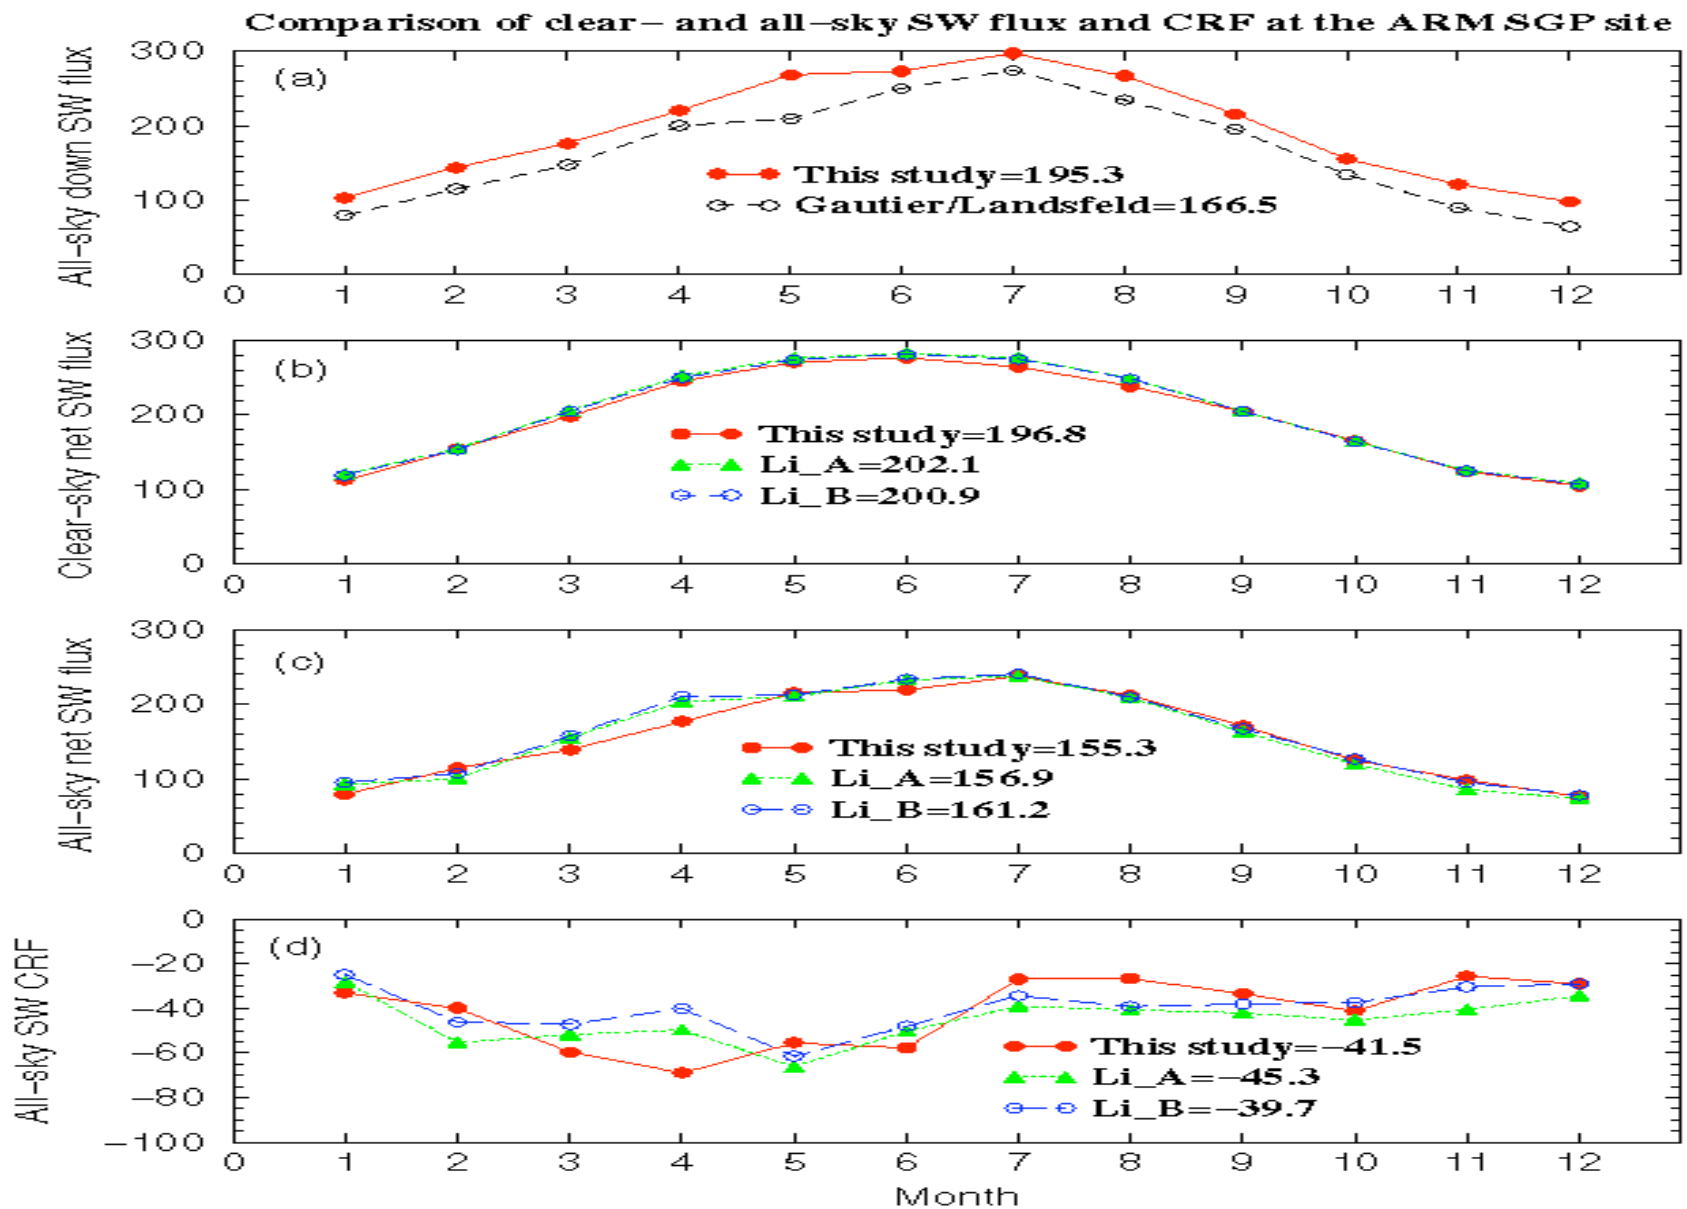 Comparison of clear– and all–sky SW flux and CRF at the ARM SGP site
All–sky down SW flux
300
200
100
0
(a)
This study=195.3
Gautier/Landsfeld=166.5
0 1 2 3 4 5 6 7 8 9 10 11 12
Clear–sky net SW flux
300
200
100
0
(b)
This study=196.8
Li_A=202.1
Li_B=200.9
0 1 2 3 4 5 6 7 8 9 10 11 12
All–sky net SW flux
300
200
100
0
(c)
This study=155.3
Li_A=156.9
Li_B=161.2
0 1 2 3 4 5 6 7 8 9 10 11 12
All–sky SW CRF
0
−20
−40
−60
−80
−100
(d)
This study=−41.5
Li_A=−45.3
Li_B=−39.7
0 1 2 3 4 5 6 7 8 9 10 11 12
Month